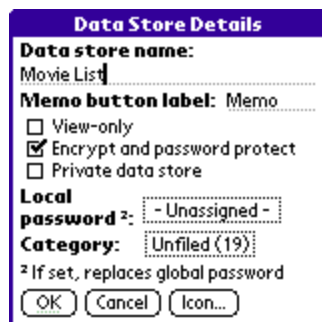 Data Store Details
Data store name:
Movie List
Memo button label: Memo
View-only
Encrypt and password protect
Private data store
Local
password ²: - Unassigned -
Category: Unfiled (19)
² If set, replaces global password
OK Cancel Icon...